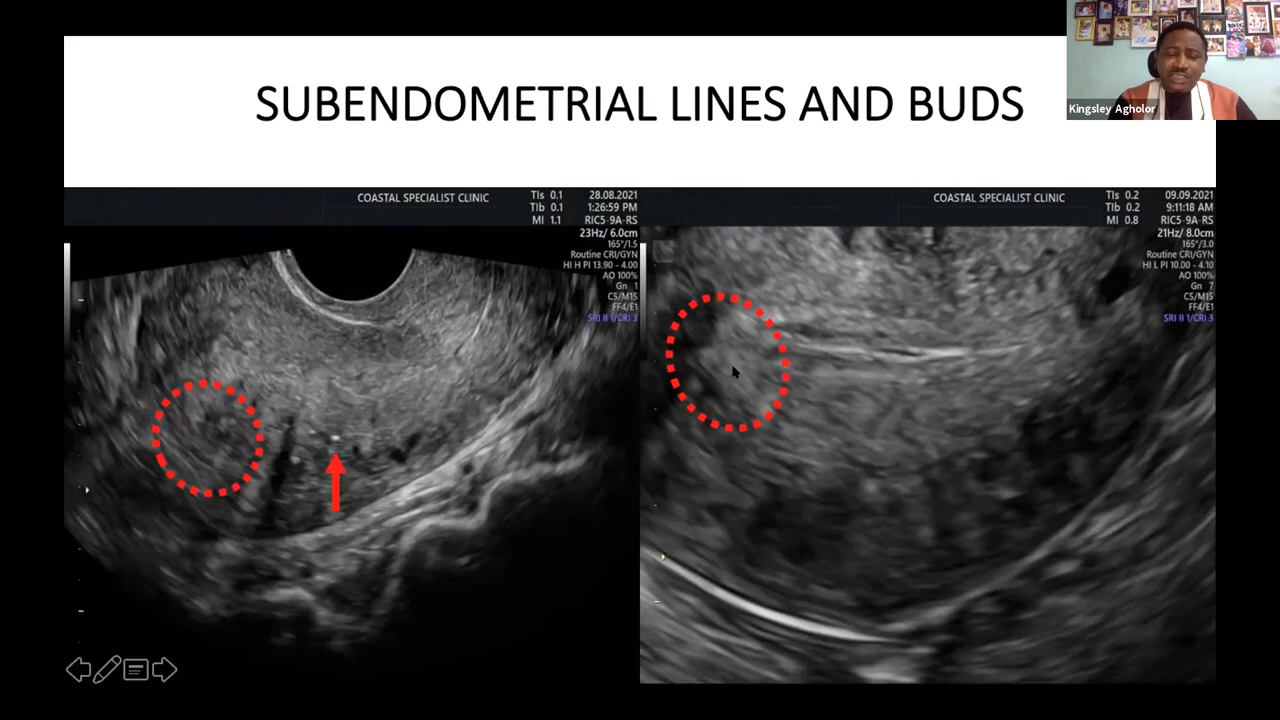 SUBENDOMETRIAL LINES AND BUDS
Kingsley Agholor
COASTAL SPECIALIST CLINIC
TIs 0.1
TIb 0.1
MI 1.1
28.08.2021
1:26:59 PM
RIC5-9A-RS
23Hz/ 6.0cm
165°/1.5
Routine CRI/GYN
HI H PI 13.90 - 4.00
AO 100%
Gn 1
C5/M15
FF4/E1
SRI II 1/CRI 3
COASTAL SPECIALIST CLINIC
TIs 0.2
TIb 0.2
MI 0.8
09.09.2021
9:11:18 AM
RIC5-9A-RS
21Hz/ 8.0cm
165°/3.0
Routine CRI/GYN
HI L PI 10.00 - 4.10
AO 100%
Gn 7
C5/M15
FF4/E1
SRI II 1/CRI 3